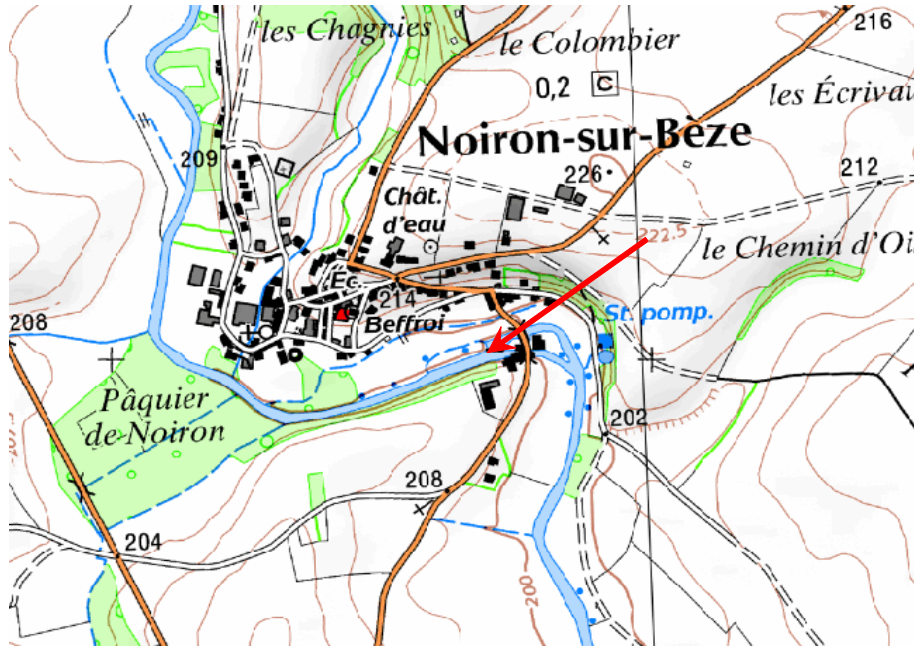 les Chagnies
216
le Colombier
0,2 C
les Écrivau
Noiron-sur-Bèze
209
226
212
Chât.
d'eau
222.5
le Chemin d'Oi
Éc.
214
Beffroi
St. pomp.
208
Pâquier
de-Noiron
202
208
204
200